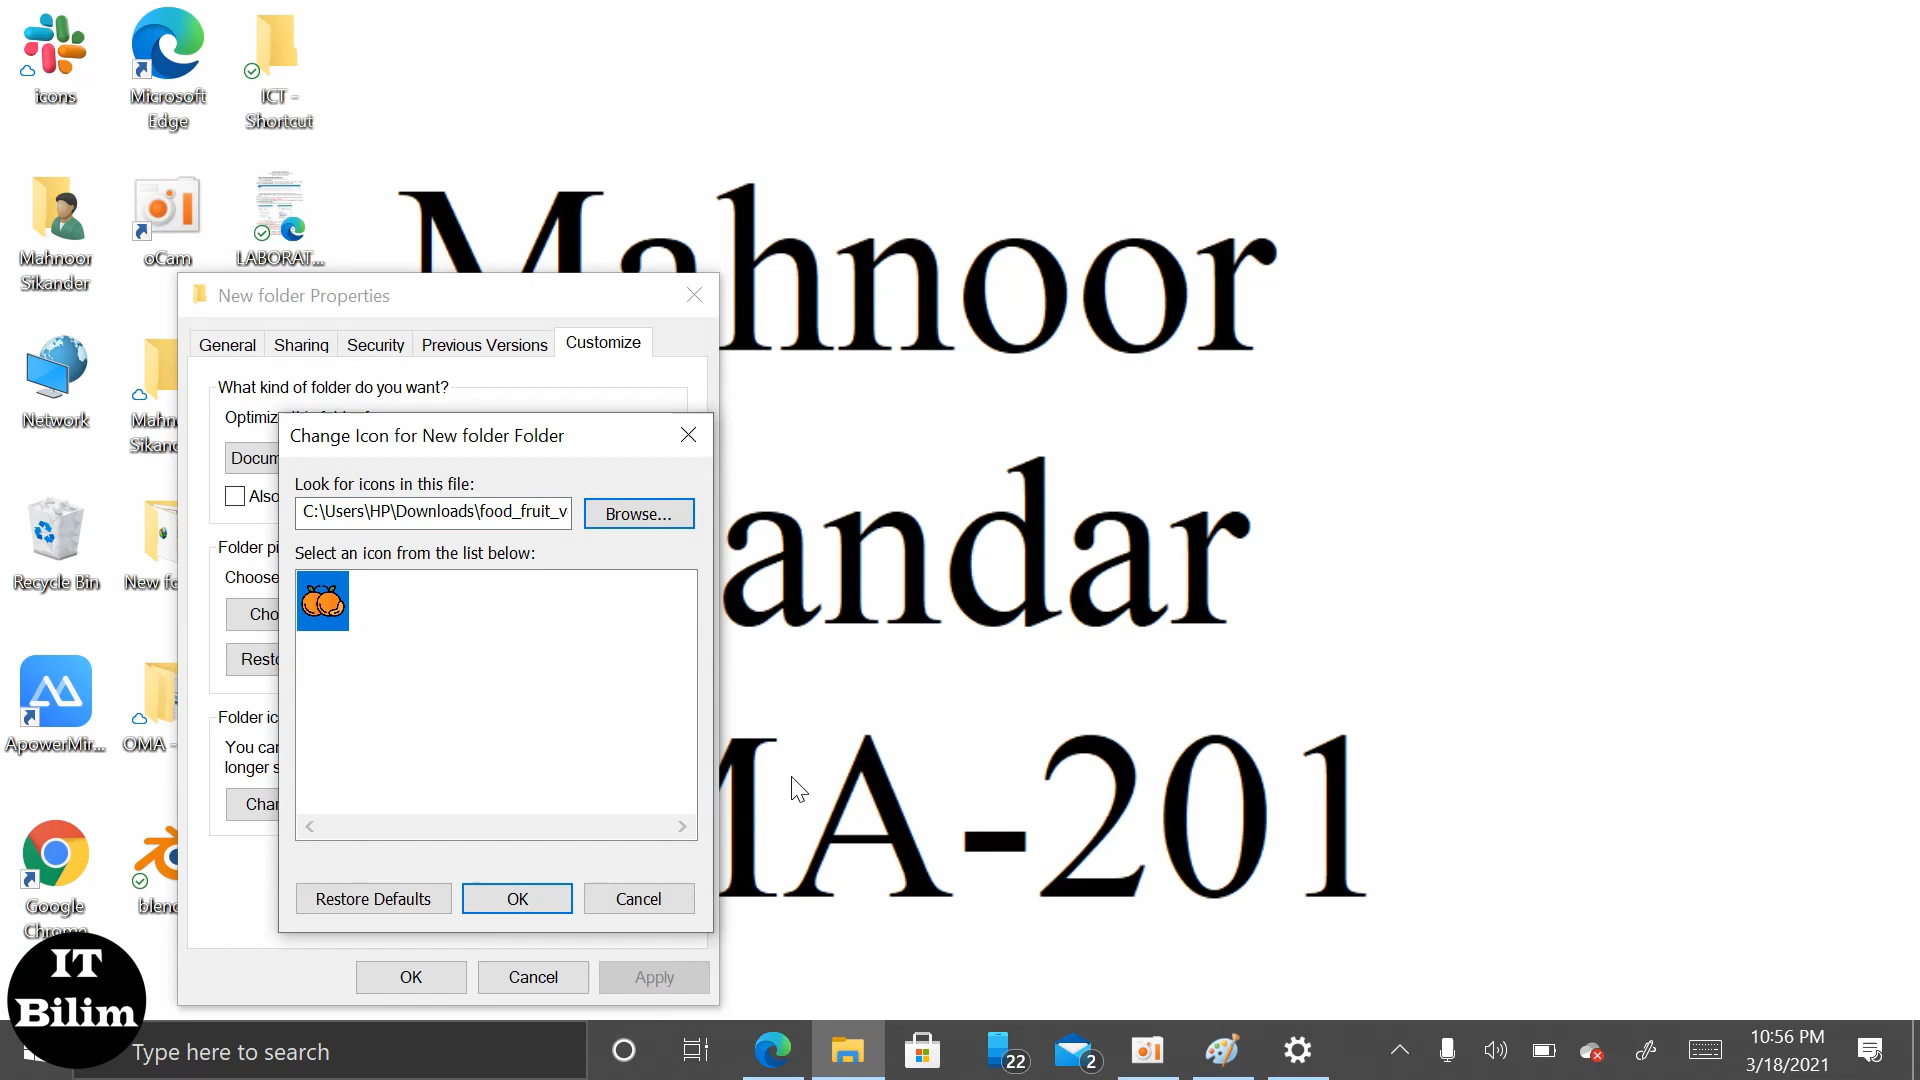 icons
Microsoft
Edge
ICT -
Shortcut
Mahnoor
Sikander
oCam
LABORAT...
Network
Mahn
Sikand
Recycle Bin
New fo
ApowerMir...
OMA -
Google
Chrome
blend
Mahnoor
andar
MA-201
New folder Properties
General
Sharing
Security
Previous Versions
Customize
What kind of folder do you want?
Optimiz
Docum
Also
Folder pi
Choose
Cho
Resto
Folder ic
You car
longer s
Char
OK
Cancel
Apply
Change Icon for New folder Folder
Look for icons in this file:
C:\Users\HP\Downloads\food_fruit_v
Browse...
Select an icon from the list below:
Restore Defaults
OK
Cancel
IT
Bilim
Type here to search
22
2
10:56 PM
3/18/2021